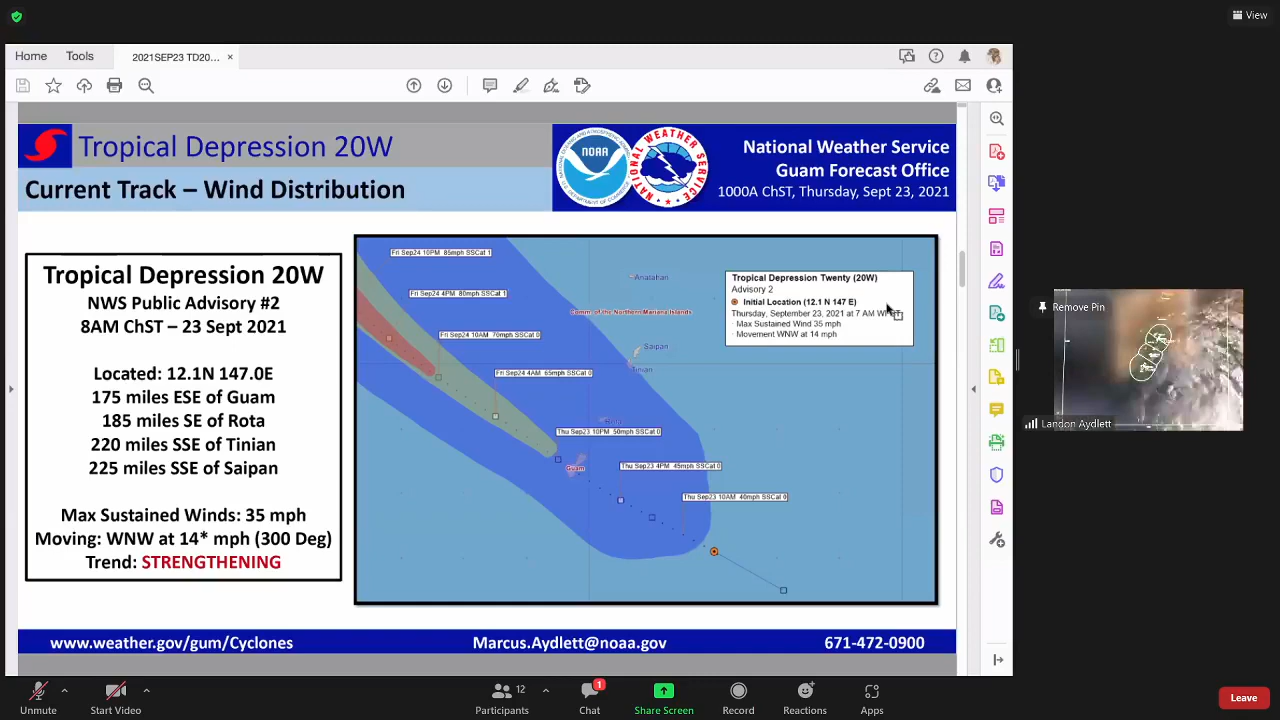 View
Home
Tools
2021SEP23 TD20...
Tropical Depression 20W
Current Track – Wind Distribution
NOAA
NATIONAL WEATHER SERVICE
National Weather Service
Guam Forecast Office
1000A ChST, Thursday, Sept 23, 2021
Tropical Depression 20W
NWS Public Advisory #2
8AM ChST – 23 Sept 2021
Located: 12.1N 147.0E
175 miles ESE of Guam
185 miles SE of Rota
220 miles SSE of Tinian
225 miles SSE of Saipan
Max Sustained Winds: 35 mph
Moving: WNW at 14* mph (300 Deg)
Trend: STRENGTHENING
Fri Sep24 10PM 85mph SSCat 1
Fri Sep24 4PM 80mph SSCat 1
Fri Sep24 10AM 70mph SSCat 0
Fri Sep24 4AM 65mph SSCat 0
Thu Sep23 10PM 50mph SSCat 0
Thu Sep23 4PM 45mph SSCat 0
Thu Sep23 10AM 40mph SSCat 0
Anatahan
Comm. of the Northern Mariana Islands
Saipan
Tinian
Rota
Guam
Tropical Depression Twenty (20W)
Advisory 2
Initial Location (12.1 N 147 E)
Thursday, September 23, 2021 at 7 AM
Max Sustained Wind 35 mph
Movement WNW at 14 mph
www.weather.gov/gum/Cyclones
Marcus.Aydlett@noaa.gov
671-472-0900
Remove Pin
Landon Aydlett
Unmute
Start Video
12
Participants
1
Chat
Share Screen
Record
Reactions
Apps
Leave